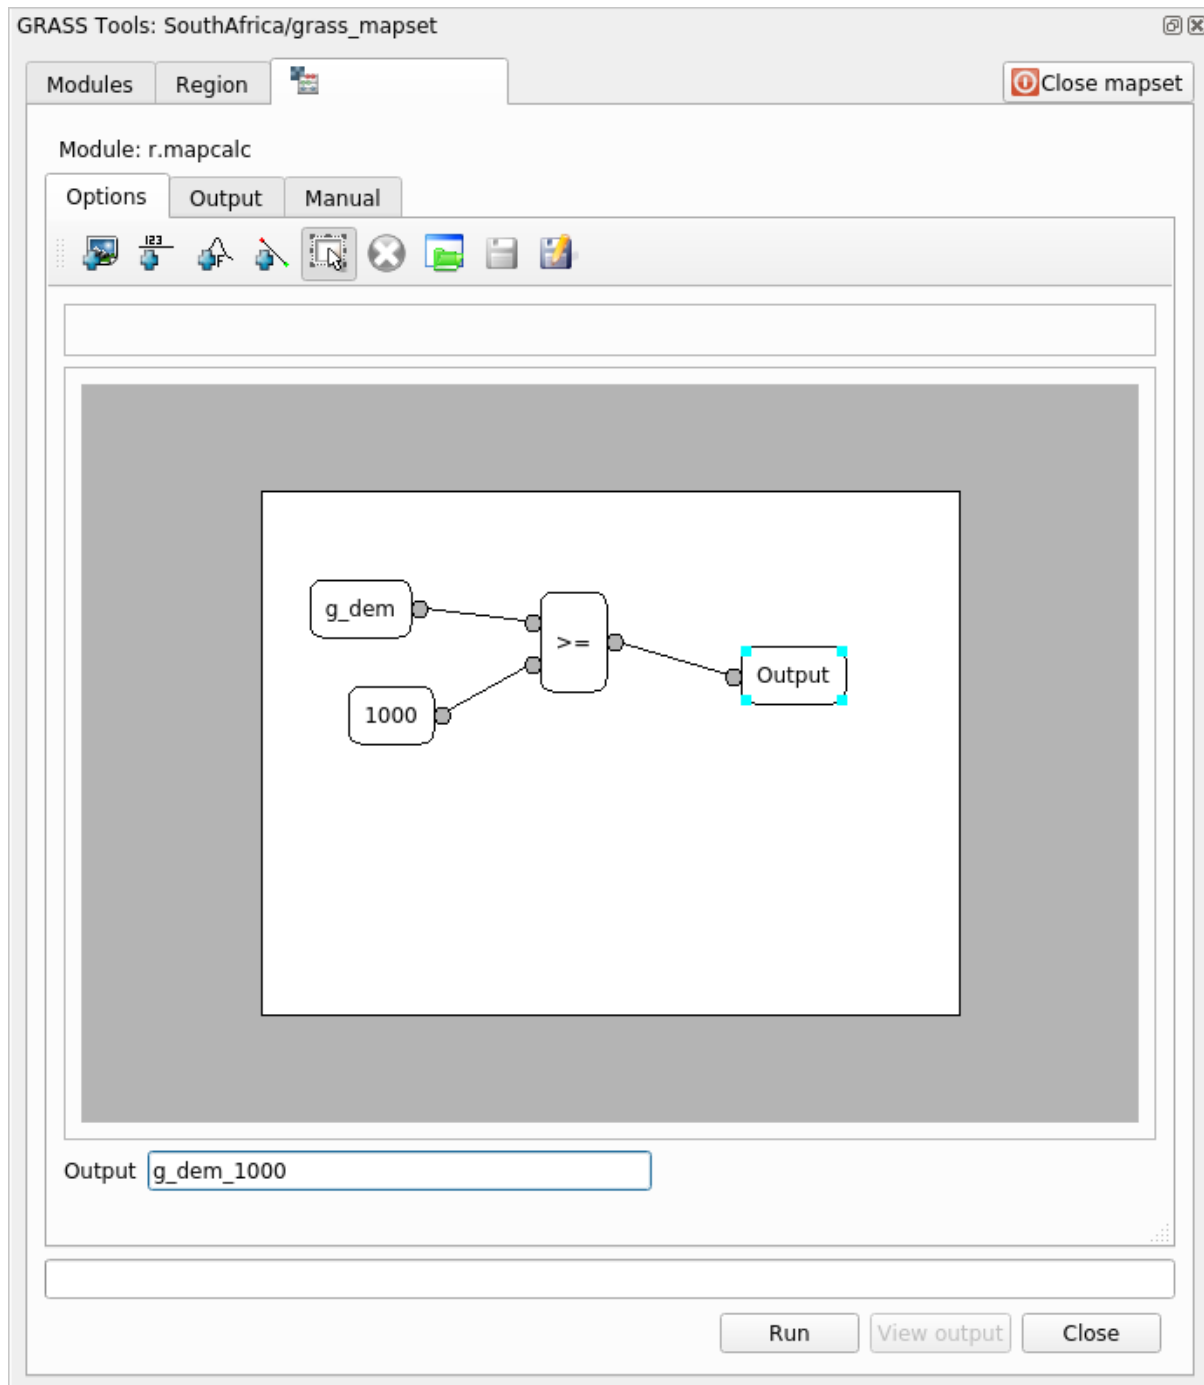 GRASS Tools: SouthAfrica/grass_mapset
Modules Region Close mapset
Module: r.mapcalc
Options Output Manual
123
F
g_dem
>=
Output
1000
Output g_dem_1000
Run View output Close